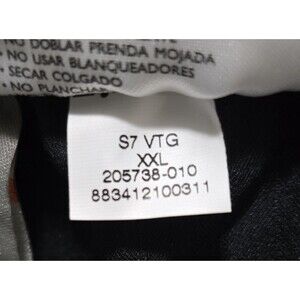 NO DOBLAR PRENDA MOJADA
• NO USAR BLANQUEADORES
• SECAR COLGADO
• NO PLANCHAR
S7 VTG
XXL
205738-010
883412100311